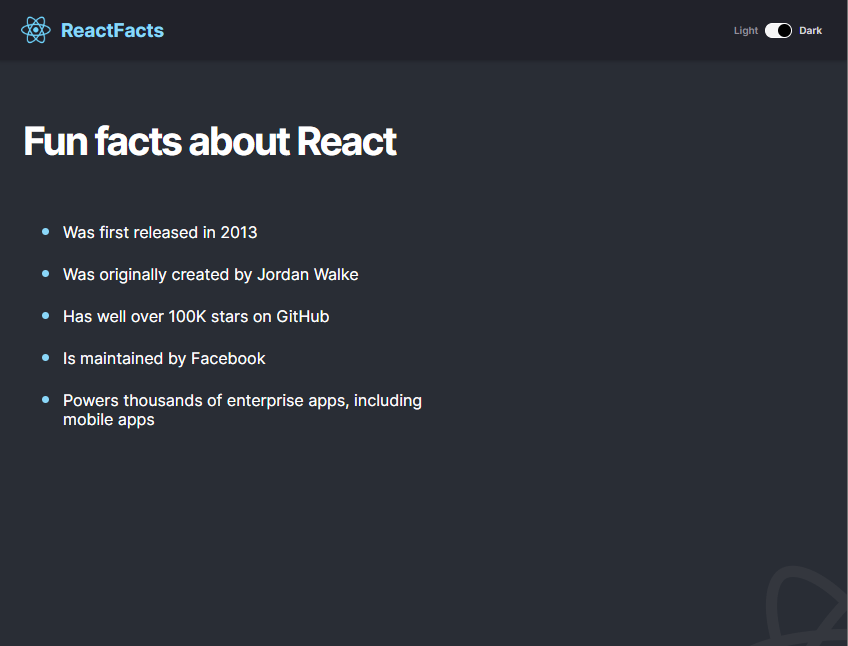 ReactFacts
Light Dark
Fun facts about React
Was first released in 2013
Was originally created by Jordan Walke
Has well over 100K stars on GitHub
Is maintained by Facebook
Powers thousands of enterprise apps, including
mobile apps